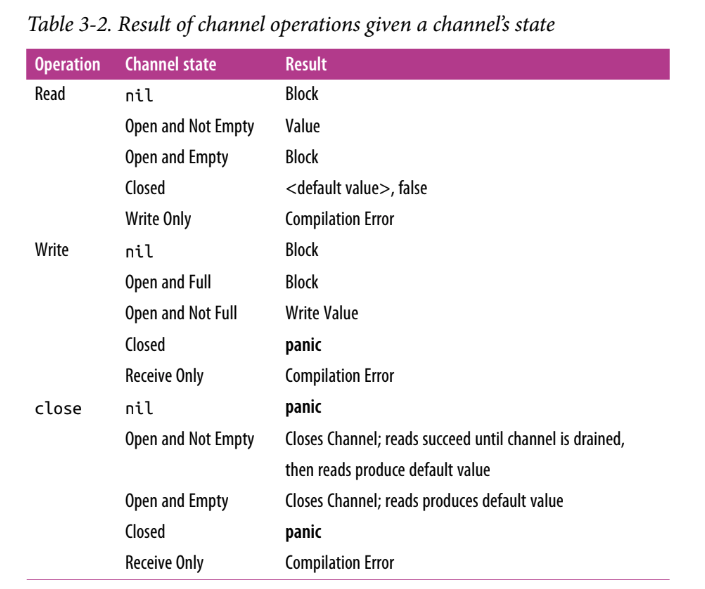 Table 3-2. Result of channel operations given a channel's state
Operation Channel state Result
Read nil Block
Open and Not Empty Value
Open and Empty Block
Closed <default value>, false
Write Only Compilation Error
Write nil Block
Open and Full Block
Open and Not Full Write Value
Closed panic
Receive Only Compilation Error
close nil panic
Open and Not Empty Closes Channel; reads succeed until channel is drained,
then reads produce default value
Open and Empty Closes Channel; reads produces default value
Closed panic
Receive Only Compilation Error